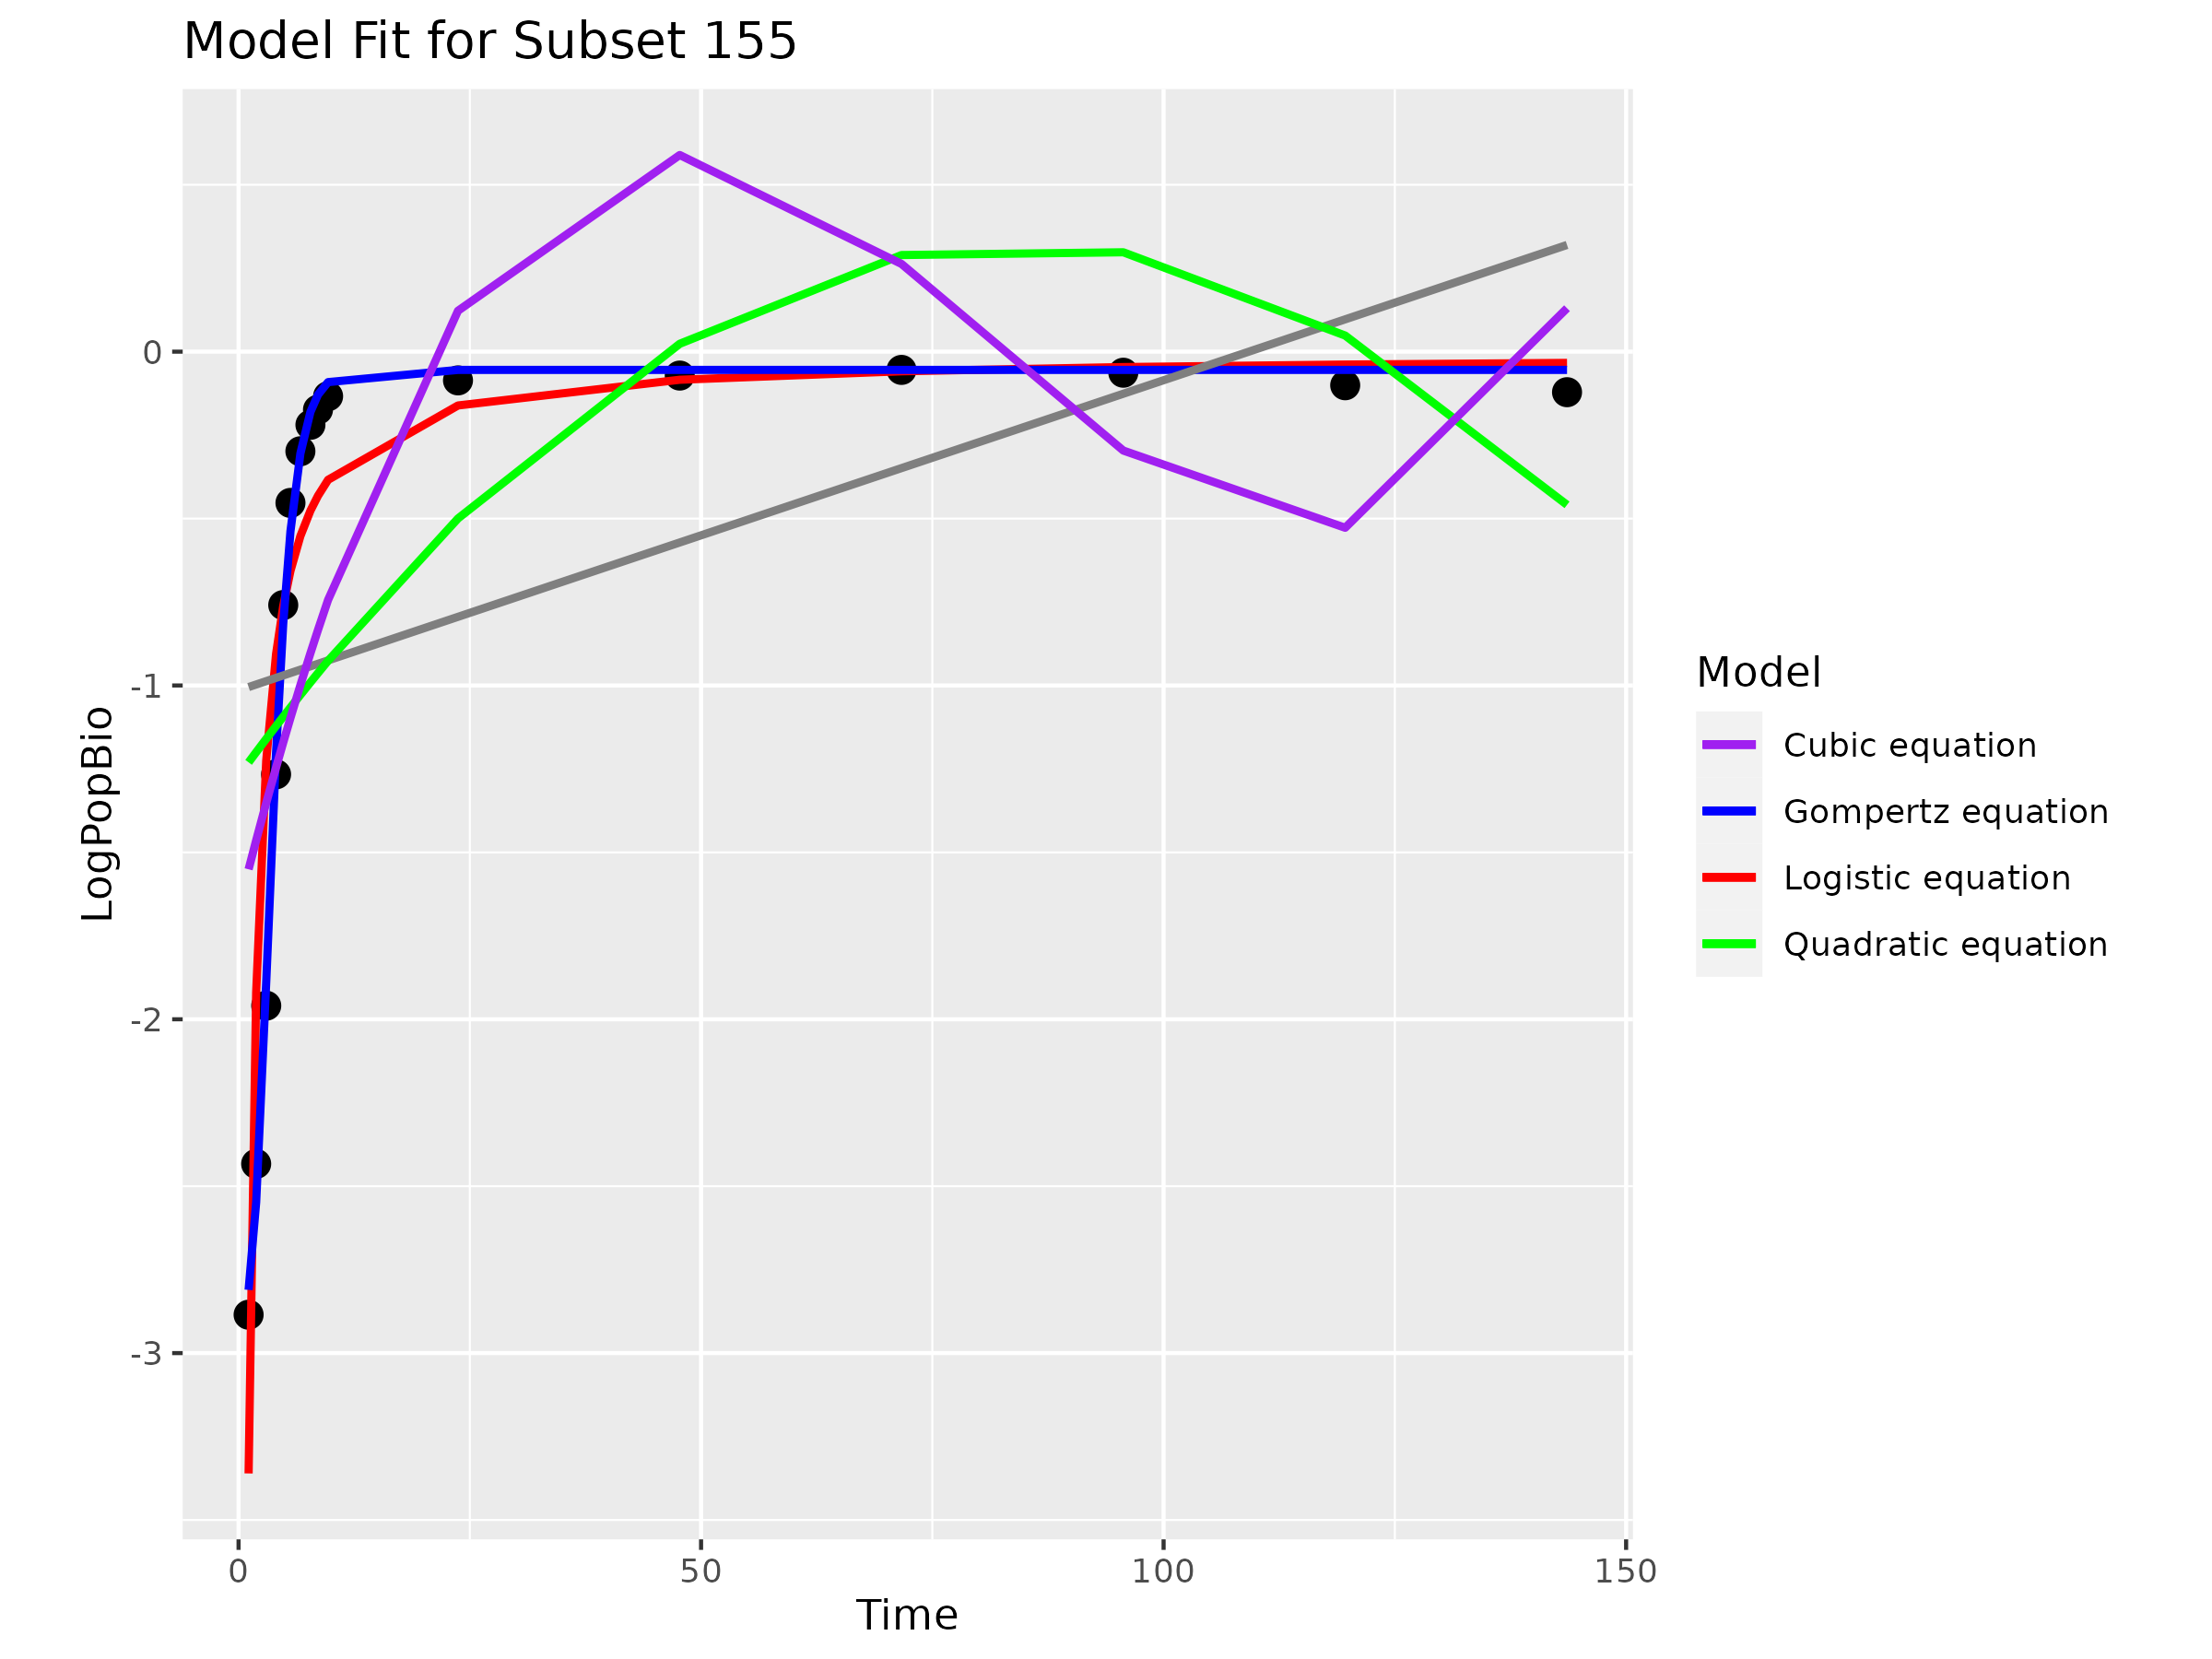 Model Fit for Subset 155
0
-1
-2
-3
LogPopBio
0
50
100
150
Time
Model
Cubic equation
Gompertz equation
Logistic equation
Quadratic equation